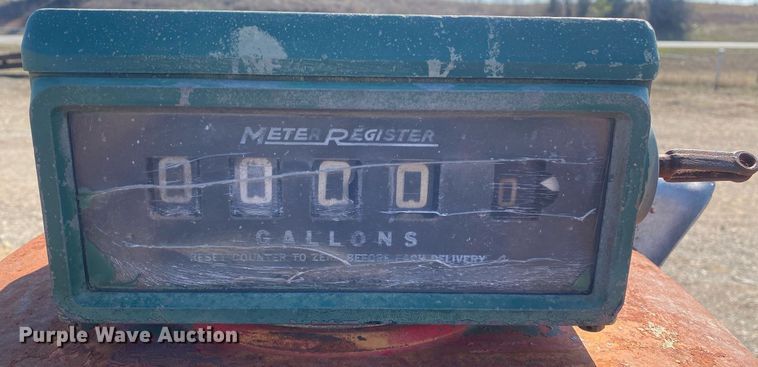 METER REGISTER
0 0 0 0 0
GALLONS
RESET COUNTER TO ZERO BEFORE EACH DELIVERY
Purple Wave Auction